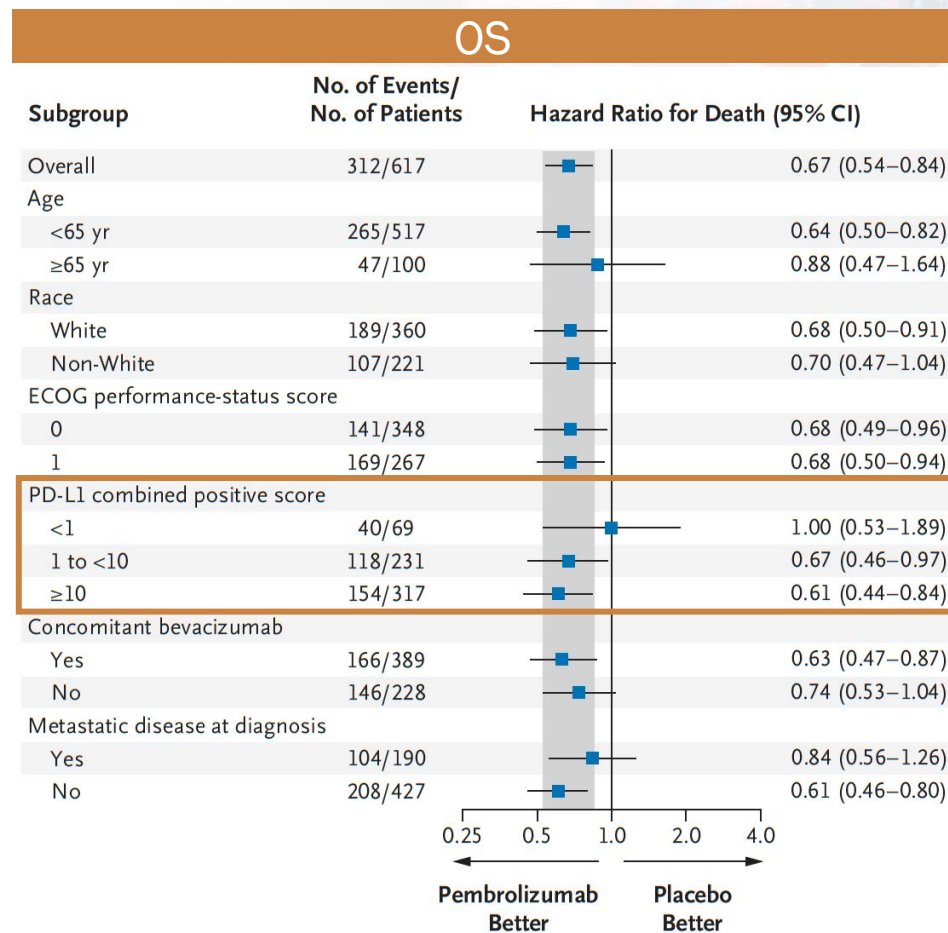 OS
Subgroup No. of Events/ No. of Patients Hazard Ratio for Death (95% CI)
Overall 312/617 0.67 (0.54–0.84)
Age
<65 yr 265/517 0.64 (0.50–0.82)
≥65 yr 47/100 0.88 (0.47–1.64)
Race
White 189/360 0.68 (0.50–0.91)
Non-White 107/221 0.70 (0.47–1.04)
ECOG performance-status score
0 141/348 0.68 (0.49–0.96)
1 169/267 0.68 (0.50–0.94)
PD-L1 combined positive score
<1 40/69 1.00 (0.53–1.89)
1 to <10 118/231 0.67 (0.46–0.97)
≥10 154/317 0.61 (0.44–0.84)
Concomitant bevacizumab
Yes 166/389 0.63 (0.47–0.87)
No 146/228 0.74 (0.53–1.04)
Metastatic disease at diagnosis
Yes 104/190 0.84 (0.56–1.26)
No 208/427 0.61 (0.46–0.80)
0.25 0.5 1.0 2.0 4.0
Pembrolizumab Better Placebo Better